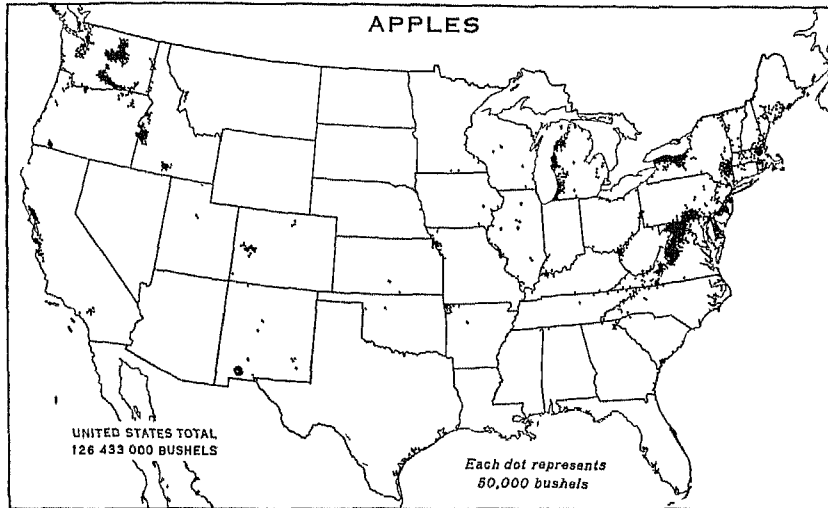 APPLES
UNITED STATES TOTAL
126 433 000 BUSHELS
Each dot represents
50,000 bushels